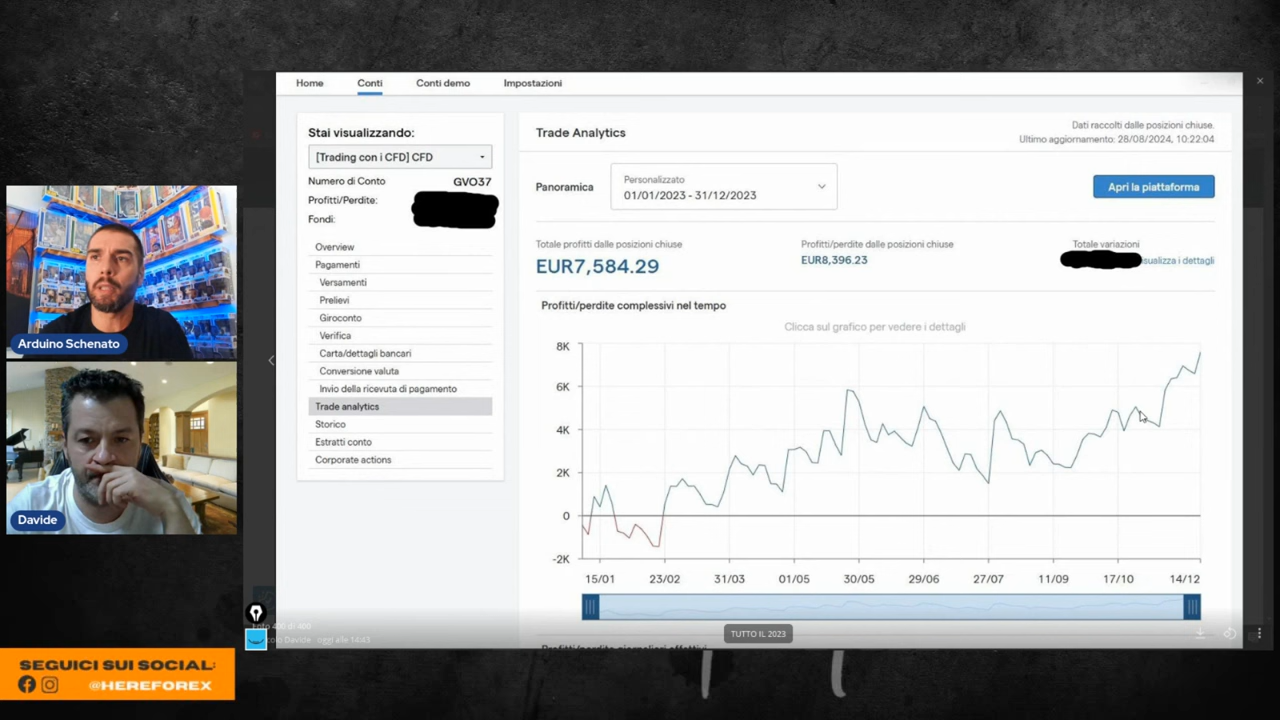 Home Conti Conti demo Impostazioni
Stai visualizzando:
[Trading con i CFD] CFD
Numero di Conto GVO37
Profitti/Perdite:
Fondi:
Overview
Pagamenti
Versamenti
Prelievi
Giroconto
Verifica
Carta/dettagli bancari
Conversione valuta
Invio della ricevuta di pagamento
Trade analytics
Storico
Estratti conto
Corporate actions
Trade Analytics
Dati raccolti dalle posizioni chiuse.
Ultimo aggiornamento: 28/08/2024, 10:22:04
Panoramica
Personalizzato
01/01/2023 - 31/12/2023
Apri la piattaforma
Totale profitti dalle posizioni chiuse
EUR7,584.29
Profitti/perdite dalle posizioni chiuse
EUR8,396.23
Totale variazioni
sualizza i dettagli
Profitti/perdite complessivi nel tempo
Clicca sul grafico per vedere i dettagli
8K
6K
4K
2K
0
-2K
15/01 23/02 31/03 01/05 30/05 29/06 27/07 11/09 17/10 14/12
TUTTO IL 2023
Davide oggi alle 14:43
Arduino Schenato
Davide
SEGUICI SUI SOCIAL:
@HEREFOREX